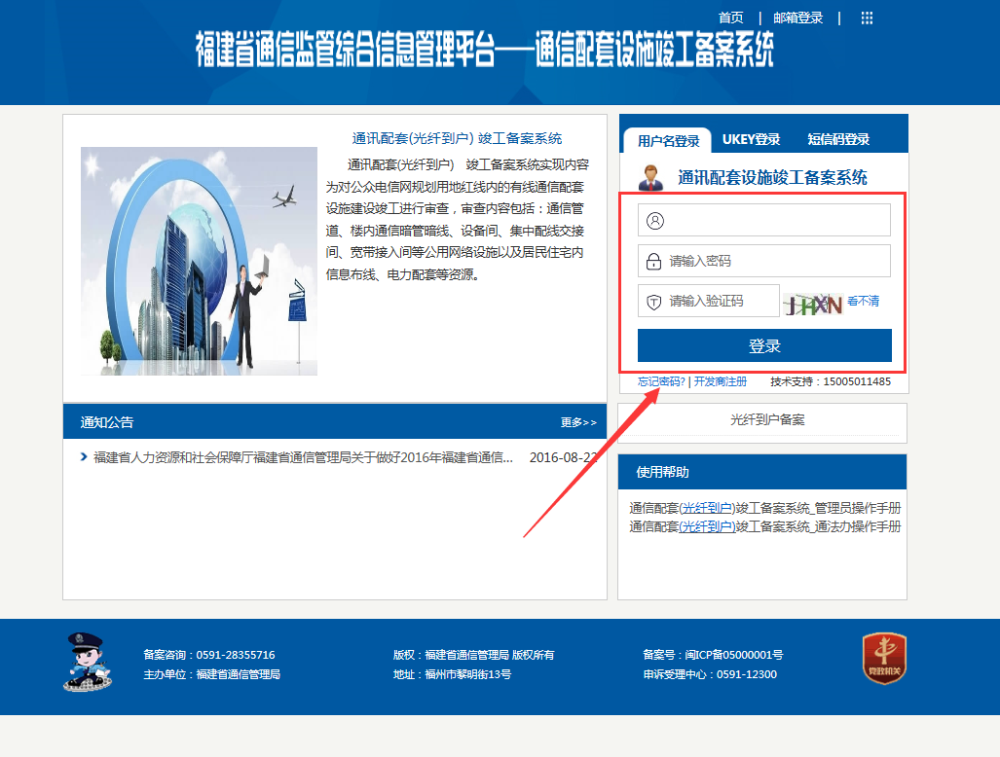 首页 | 邮箱登录 |
福建省通信监管综合信息管理平台——通信配套设施竣工备案系统
通讯配套(光纤到户) 竣工备案系统
通讯配套(光纤到户) 竣工备案系统实现内容
为对公众电信网规划用地红线内的有线通信配套
设施建设竣工进行审查，审查内容包括：通信管
道、楼内通信暗管暗线、设备间、集中配线交接
间、宽带接入间等公用网络设施以及居民住宅内
信息布线、电力配套等资源。
用户名登录 UKEY登录 短信码登录
通讯配套设施竣工备案系统
请输入密码
请输入验证码 JHXN 看不清
登录
忘记密码? | 开发商注册 技术支持：15005011485
通知公告 更多>>
福建省人力资源和社会保障厅福建省通信管理局关于做好2016年福建省通信... 2016-08-22
光纤到户备案
使用帮助
通信配套(光纤到户)竣工备案系统_管理员操作手册
通信配套(光纤到户)竣工备案系统_通法办操作手册
备案咨询：0591-28355716
主办单位：福建省通信管理局
版权：福建省通信管理局 版权所有
地址：福州市黎明街13号
备案号：闽ICP备05000001号
申诉受理中心：0591-12300
党政机关